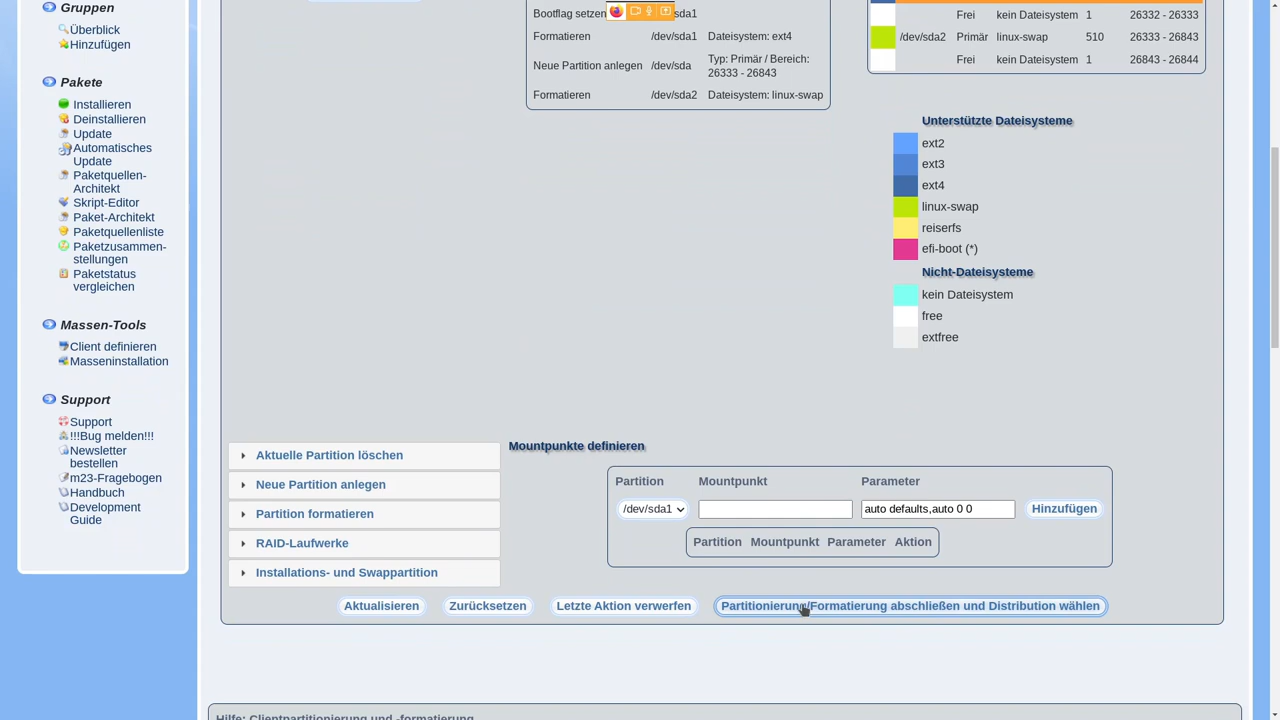 Gruppen
Überblick
Hinzufügen
Pakete
Installieren
Deinstallieren
Update
Automatisches
Update
Paketquellen-
Architekt
Skript-Editor
Paket-Architekt
Paketquellenliste
Paketzusammen-
stellungen
Paketstatus
vergleichen
Massen-Tools
Client definieren
Masseninstallation
Support
Support
!!!Bug melden!!!
Newsletter
bestellen
m23-Fragebogen
Handbuch
Development
Guide
Bootflag setzen sda1
Formatieren /dev/sda1 Dateisystem: ext4
Neue Partition anlegen /dev/sda Typ: Primär / Bereich:
26333 - 26843
Formatieren /dev/sda2 Dateisystem: linux-swap
Frei kein Dateisystem 1 26332 - 26333
/dev/sda2 Primär linux-swap 510 26333 - 26843
Frei kein Dateisystem 1 26843 - 26844
Unterstützte Dateisysteme
ext2
ext3
ext4
linux-swap
reiserfs
efi-boot (*)
Nicht-Dateisysteme
kein Dateisystem
free
extfree
Aktuelle Partition löschen
Neue Partition anlegen
Partition formatieren
RAID-Laufwerke
Installations- und Swappartition
Mountpunkte definieren
Partition Mountpunkt Parameter
/dev/sda1 auto defaults,auto 0 0 Hinzufügen
Partition Mountpunkt Parameter Aktion
Aktualisieren Zurücksetzen Letzte Aktion verwerfen Partitionierung/Formatierung abschließen und Distribution wählen
Hilfe: Clientpartitionierung und -formatierung